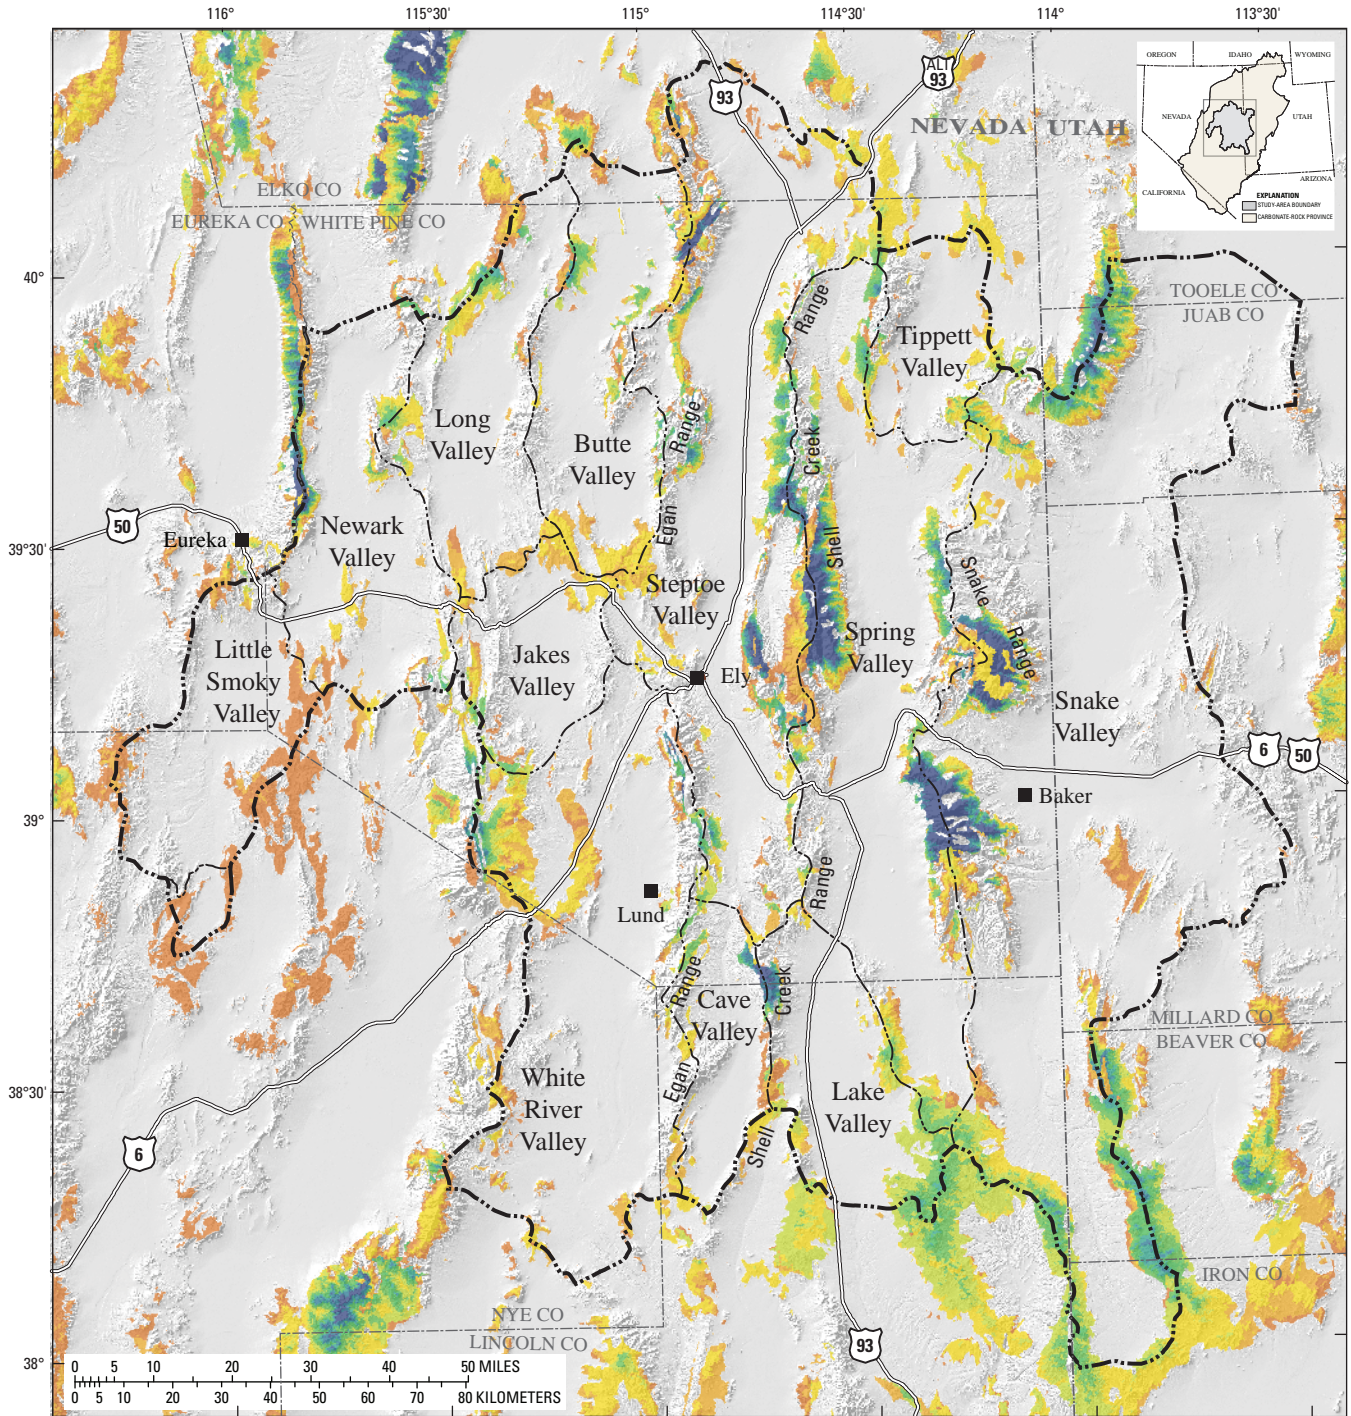 116°
115°30'
115°
114°30'
114°
113°30'
40°
39°30'
39°
38°30'
38°
OREGON
IDAHO
WYOMING
NEVADA
UTAH
CALIFORNIA
ARIZONA
EXPLANATION
STUDY-AREA BOUNDARY
CARBONATE-ROCK PROVINCE
93
ALT
93
NEVADA
UTAH
ELKO CO
EUREKA CO
WHITE PINE CO
TOOELE CO
JUAB CO
Range
Tippett
Valley
Long
Valley
Butte
Valley
Range
Creek
Egan
Shell
50
Eureka
Newark
Valley
Steptoe
Valley
Snake
Range
Spring
Valley
Little
Smoky
Valley
Jakes
Valley
Ely
Snake
Valley
6
50
Baker
Lund
Range
Range
Cave
Valley
Creek
MILLARD CO
BEAVER CO
White
River
Valley
Egan
Lake
Valley
Shell
6
IRON CO
NYE CO
LINCOLN CO
93
0 5 10 20 30 40 50 MILES
0 5 10 20 30 40 50 60 70 80 KILOMETERS